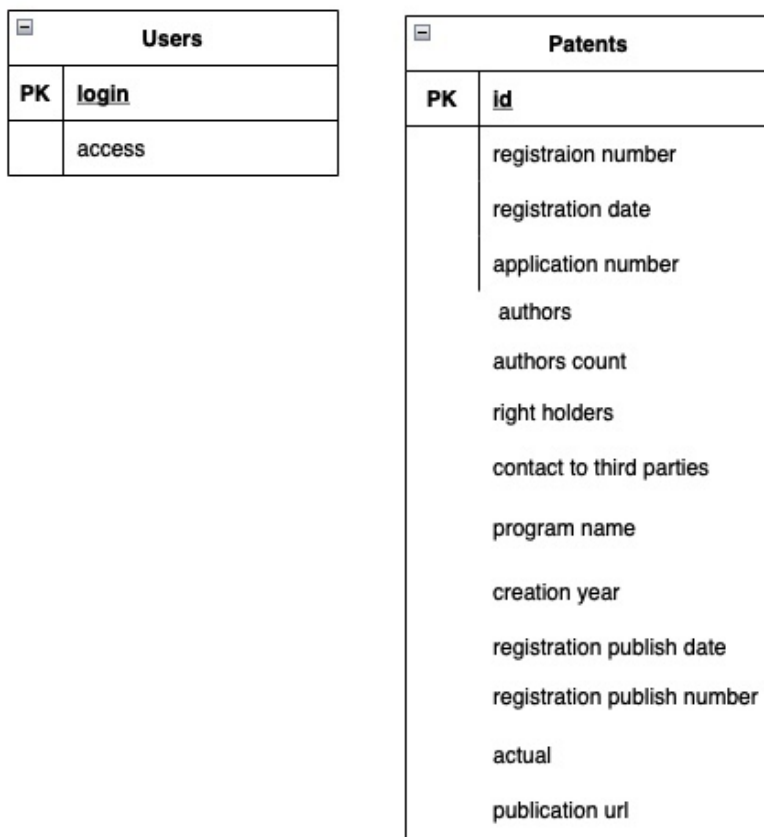 Users
PK login
access
Patents
PK id
registraion number
registration date
application number
authors
authors count
right holders
contact to third parties
program name
creation year
registration publish date
registration publish number
actual
publication url